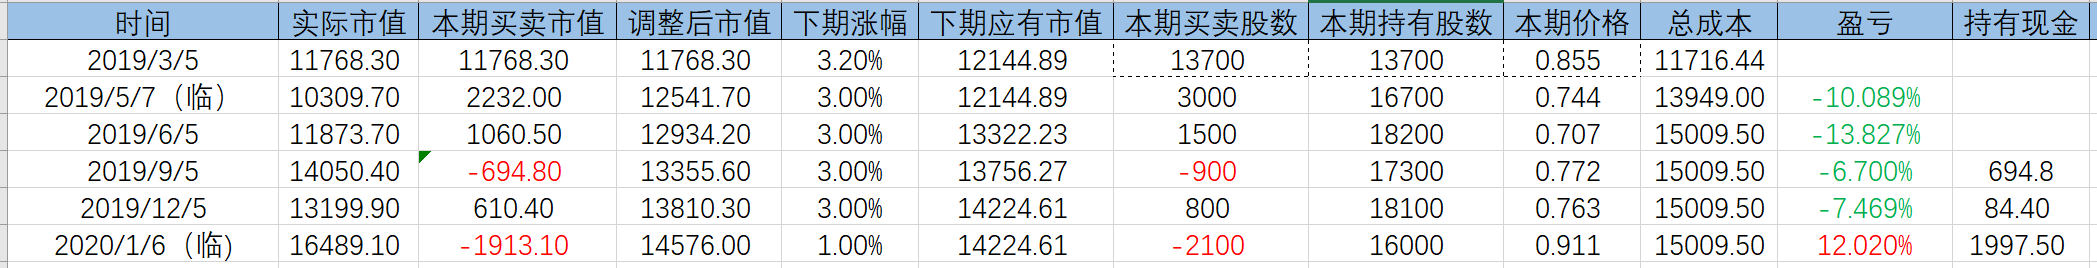 时间 实际市值 本期买卖市值 调整后市值 下期涨幅 下期应有市值 本期买卖股数 本期持有股数 本期价格 总成本 盈亏 持有现金
2019/3/5 11768.30 11768.30 11768.30 3.20% 12144.89 13700 13700 0.855 11716.44
2019/5/7（临） 10309.70 2232.00 12541.70 3.00% 12144.89 3000 16700 0.744 13949.00 -10.089%
2019/6/5 11873.70 1060.50 12934.20 3.00% 13322.23 1500 18200 0.707 15009.50 -13.827%
2019/9/5 14050.40 -694.80 13355.60 3.00% 13756.27 -900 17300 0.772 15009.50 -6.700% 694.8
2019/12/5 13199.90 610.40 13810.30 3.00% 14224.61 800 18100 0.763 15009.50 -7.469% 84.40
2020/1/6（临) 16489.10 -1913.10 14576.00 1.00% 14224.61 -2100 16000 0.911 15009.50 12.020% 1997.50